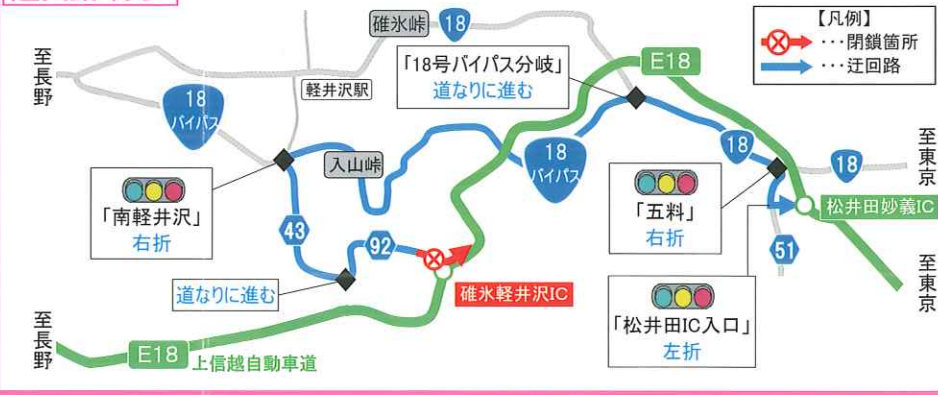 碓氷峠
18
E18
【凡例】
・・・閉鎖箇所
・・・迂回路
至長野
軽井沢駅
「18号バイパス分岐」
道なりに進む
18
バイパス
入山峠
18
バイパス
18
18
至東京
「南軽井沢」
右折
「五料」
右折
松井田妙義IC
43
92
51
道なりに進む
碓氷軽井沢IC
「松井田IC入口」
左折
至東京
至長野
E18
上信越自動車道